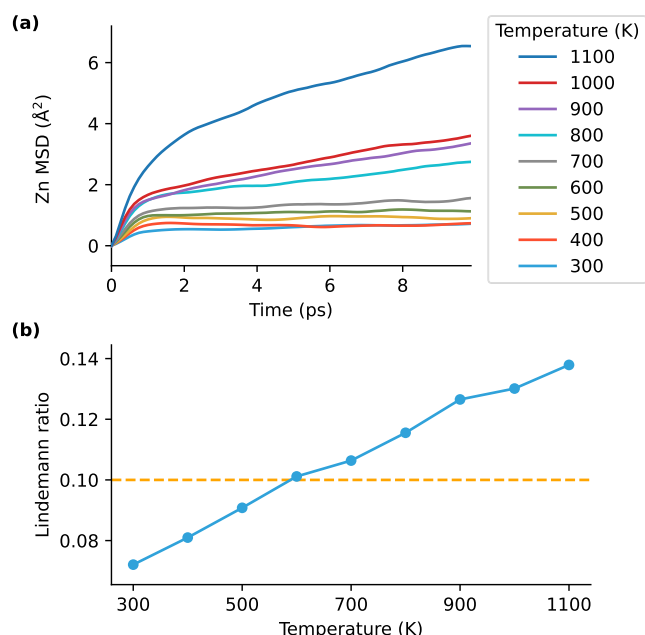 (a)
Zn MSD (Å²)
6
4
2
0
0 2 4 6 8
Time (ps)
Temperature (K)
1100
1000
900
800
700
600
500
400
300
(b)
Lindemann ratio
0.14
0.12
0.10
0.08
300 500 700 900 1100
Temperature (K)